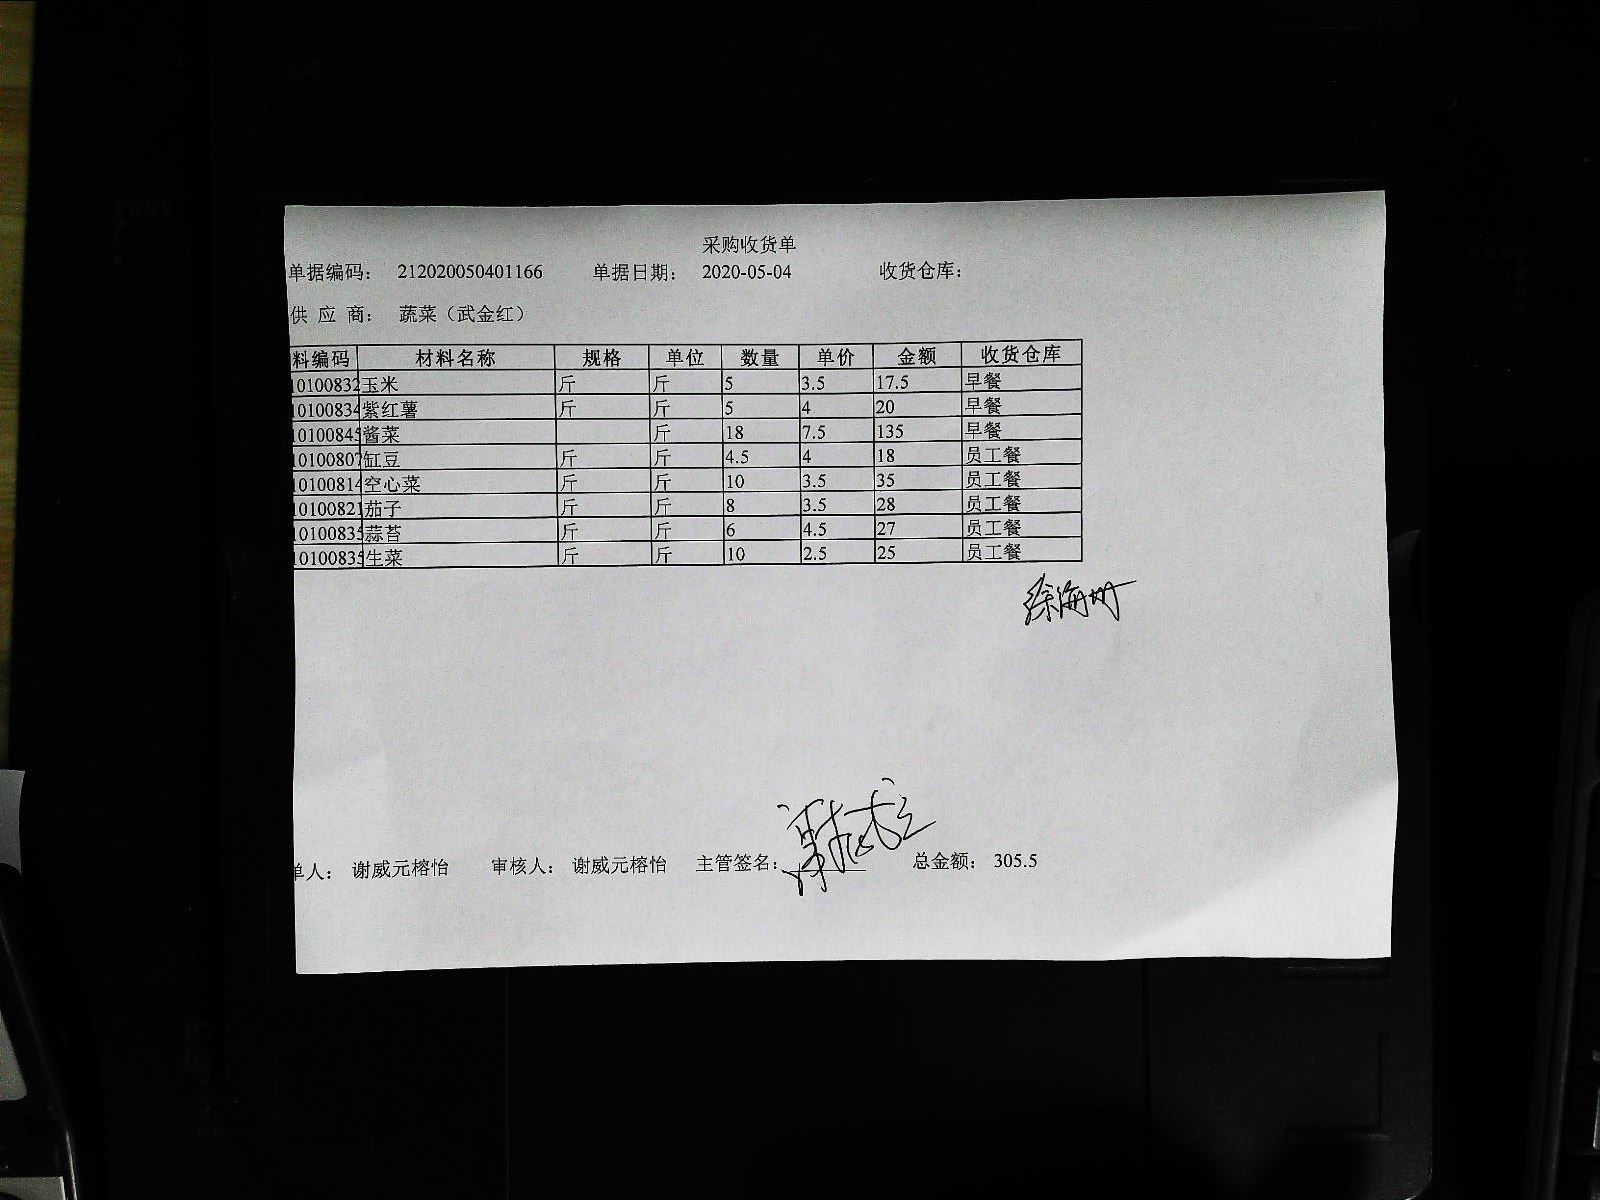 采购收货单
单据编码： 212020050401166 单据日期： 2020-05-04 收货仓库：
供 应 商： 蔬菜（武金红）
料编码 材料名称 规格 单位 数量 单价 金额 收货仓库
10100832 玉米 斤 斤 5 3.5 17.5 早餐
10100834 紫红薯 斤 斤 5 4 20 早餐
10100845 酱菜 斤 18 7.5 135 早餐
10100807 缸豆 斤 斤 4.5 4 18 员工餐
10100814 空心菜 斤 斤 10 3.5 35 员工餐
10100821 茄子 斤 斤 8 3.5 28 员工餐
10100835 蒜苔 斤 斤 6 4.5 27 员工餐
10100835 生菜 斤 斤 10 2.5 25 员工餐
单人： 谢威元榕怡 审核人： 谢威元榕怡 主管签名： 总金额： 305.5